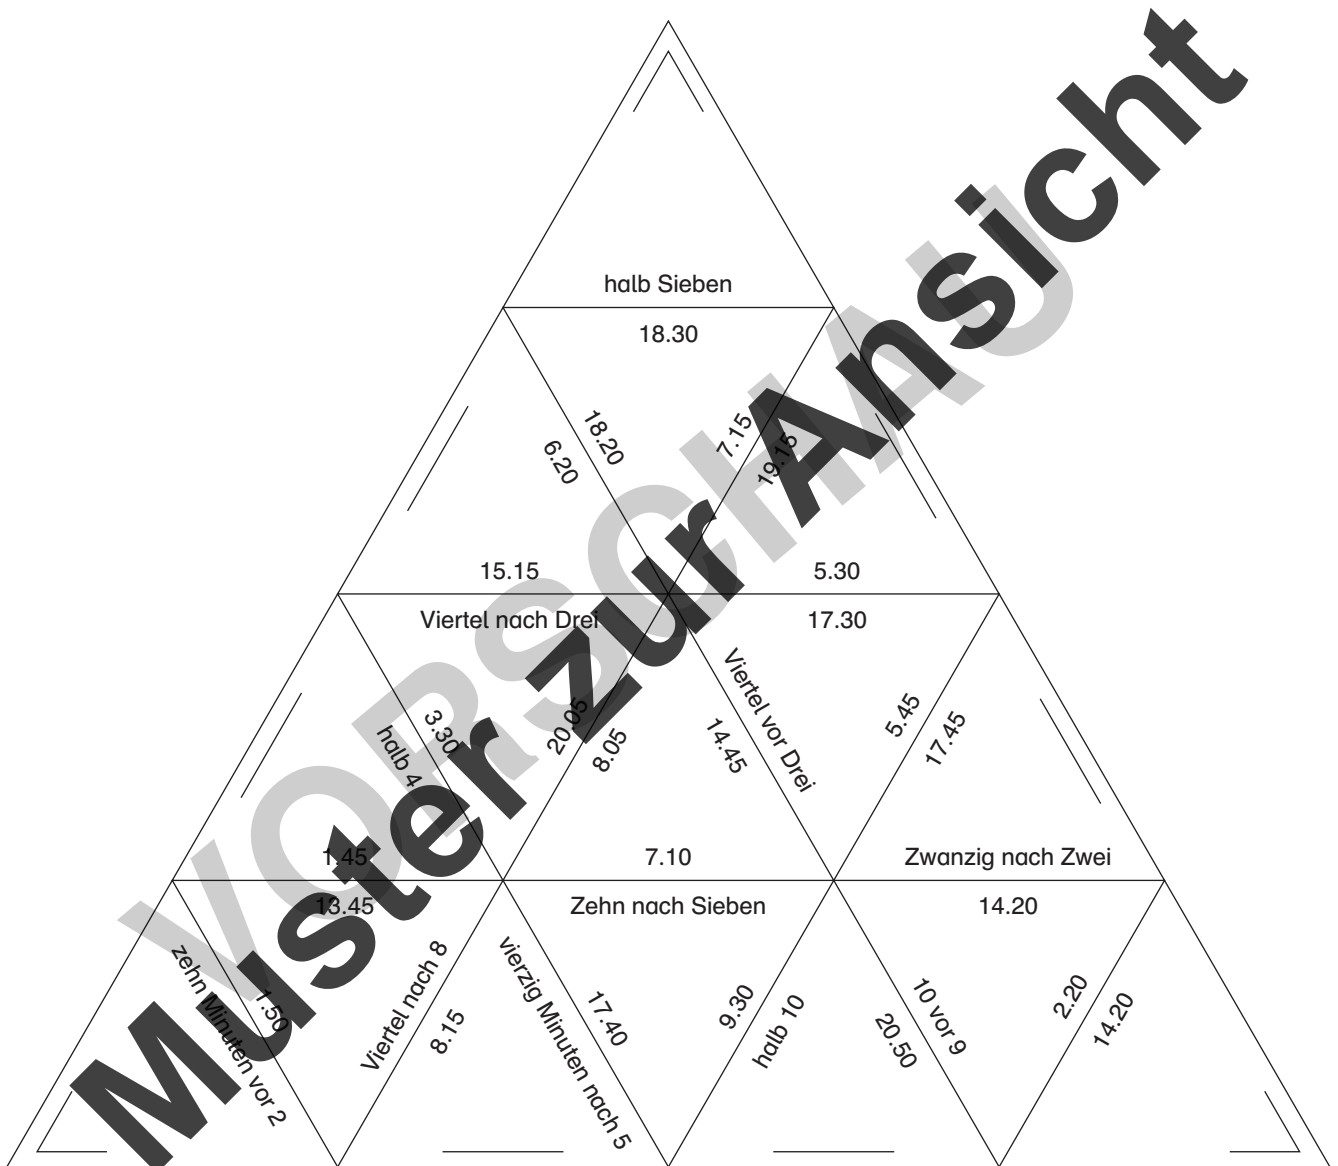 halb Sieben
18.30
18.20
6.20
7.15
19.15
15.15
5.30
Viertel nach Drei
17.30
3.30
halb 4
20.05
8.05
14.45
Viertel vor Drei
5.45
17.45
1.45
7.10
Zwanzig nach Zwei
13.45
Zehn nach Sieben
14.20
zehn Minuten vor 2
1.50
Viertel nach 8
8.15
vierzig Minuten nach 5
17.40
9.30
halb 10
20.50
10 vor 9
2.20
14.20
VORSCHAU
Muster zur Ansicht